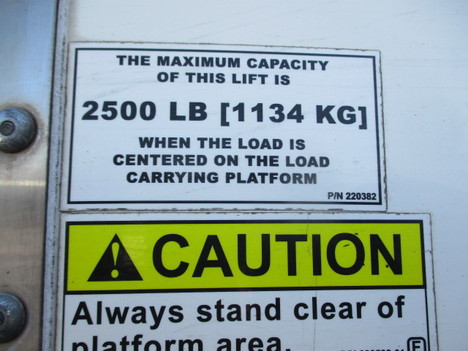 THE MAXIMUM CAPACITY
OF THIS LIFT IS
2500 LB [1134 KG]
WHEN THE LOAD IS
CENTERED ON THE LOAD
CARRYING PLATFORM
P/N 220382
CAUTION
Always stand clear of
platform area.